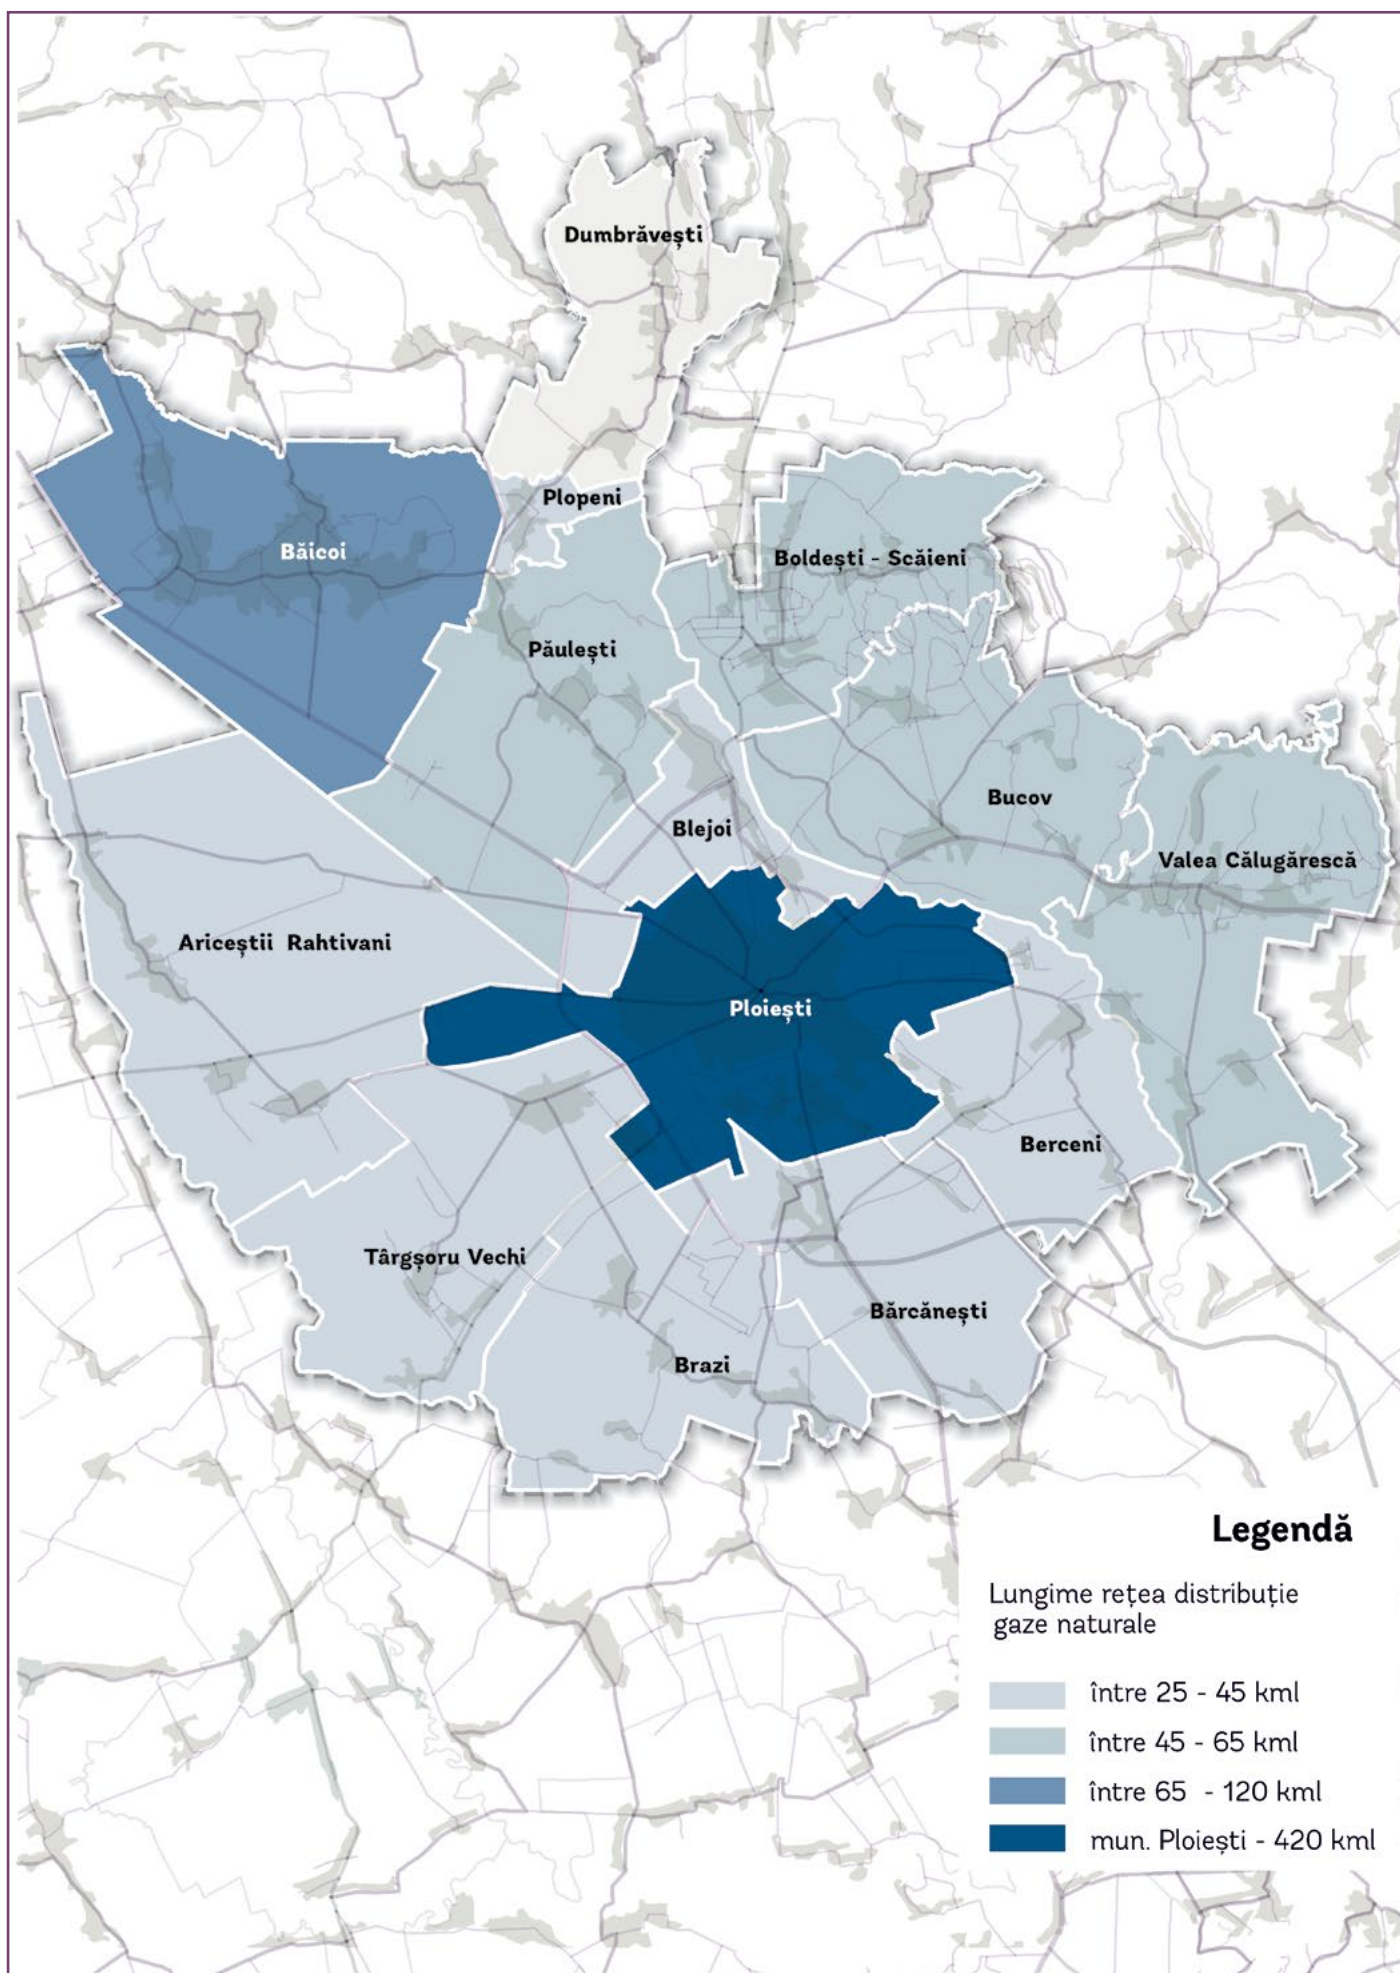 Dumbrăvești
Plopeni
Băicoi
Boldești - Scăieni
Păulești
Bucov
Blejoi
Valea Călugărescă
Ariceștii Rahtivani
Ploiești
Berceni
Târgșoru Vechi
Bărcănești
Brazi
Legendă
Lungime rețea distribuție
gaze naturale
între 25 - 45 kml
între 45 - 65 kml
între 65 - 120 kml
mun. Ploiești - 420 kml